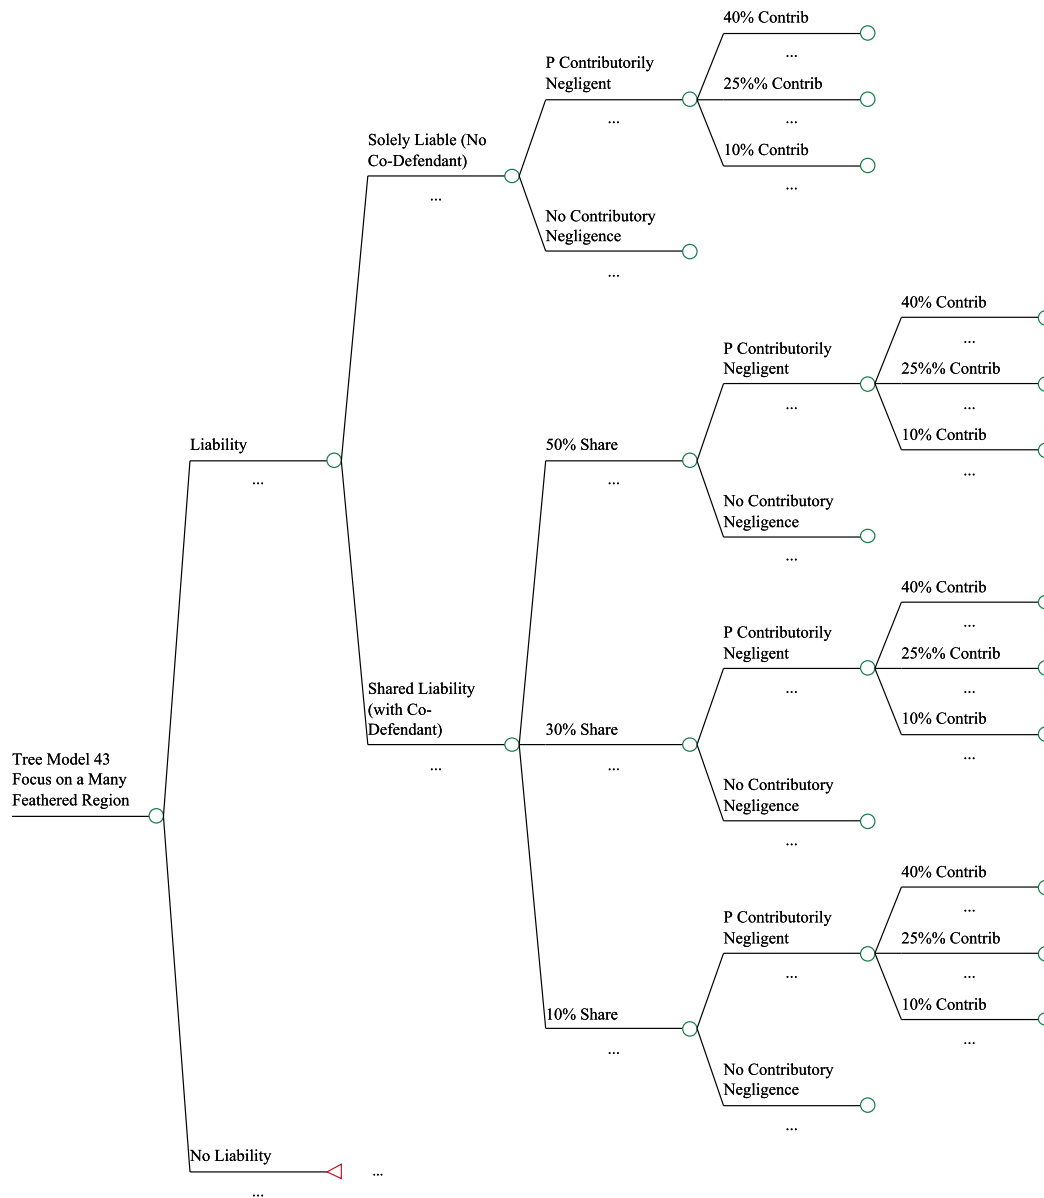 Tree Model 43
Focus on a Many
Feathered Region
Liability
...
Solely Liable (No
Co-Defendant)
...
P Contributorily
Negligent
...
40% Contrib
...
25%% Contrib
...
10% Contrib
...
No Contributory
Negligence
...
Shared Liability
(with Co-
Defendant)
...
50% Share
...
P Contributorily
Negligent
...
40% Contrib
...
25%% Contrib
...
10% Contrib
...
No Contributory
Negligence
...
30% Share
...
P Contributorily
Negligent
...
40% Contrib
...
25%% Contrib
...
10% Contrib
...
No Contributory
Negligence
...
10% Share
...
P Contributorily
Negligent
...
40% Contrib
...
25%% Contrib
...
10% Contrib
...
No Contributory
Negligence
...
No Liability
...
...